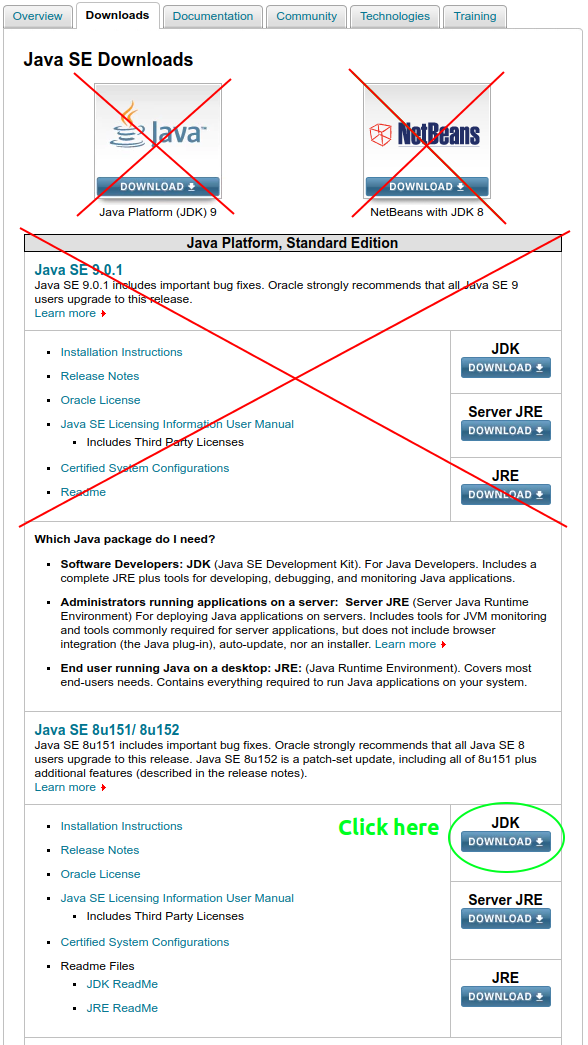 Overview Downloads Documentation Community Technologies Training
Java SE Downloads
Java™ NetBeans
DOWNLOAD DOWNLOAD
Java Platform (JDK) 9 NetBeans with JDK 8
Java Platform, Standard Edition
Java SE 9.0.1
Java SE 9.0.1 includes important bug fixes. Oracle strongly recommends that all Java SE 9
users upgrade to this release.
Learn more
Installation Instructions
Release Notes
Oracle License
Java SE Licensing Information User Manual
Includes Third Party Licenses
Certified System Configurations
Readme
JDK
DOWNLOAD
Server JRE
DOWNLOAD
JRE
DOWNLOAD
Which Java package do I need?
Software Developers: JDK (Java SE Development Kit). For Java Developers. Includes a
complete JRE plus tools for developing, debugging, and monitoring Java applications.
Administrators running applications on a server: Server JRE (Server Java Runtime
Environment) For deploying Java applications on servers. Includes tools for JVM monitoring
and tools commonly required for server applications, but does not include browser
integration (the Java plug-in), auto-update, nor an installer. Learn more
End user running Java on a desktop: JRE: (Java Runtime Environment). Covers most
end-users needs. Contains everything required to run Java applications on your system.
Java SE 8u151/ 8u152
Java SE 8u151 includes important bug fixes. Oracle strongly recommends that all Java SE 8
users upgrade to this release. Java SE 8u152 is a patch-set update, including all of 8u151 plus
additional features (described in the release notes).
Learn more
Installation Instructions
Release Notes
Oracle License
Java SE Licensing Information User Manual
Includes Third Party Licenses
Certified System Configurations
Readme Files
JDK ReadMe
JRE ReadMe
Click here
JDK
DOWNLOAD
Server JRE
DOWNLOAD
JRE
DOWNLOAD